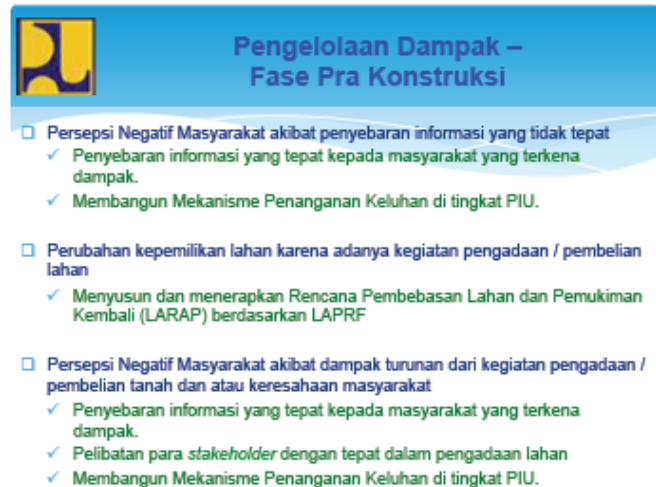 Pengelolaan Dampak –
Fase Pra Konstruksi
Persepsi Negatif Masyarakat akibat penyebaran informasi yang tidak tepat
Penyebaran informasi yang tepat kepada masyarakat yang terkena
dampak.
Membangun Mekanisme Penanganan Keluhan di tingkat PIU.
Perubahan kepemilikan lahan karena adanya kegiatan pengadaan / pembelian
lahan
Menyusun dan menerapkan Rencana Pembebasan Lahan dan Pemukiman
Kembali (LARAP) berdasarkan LAPRF
Persepsi Negatif Masyarakat akibat dampak turunan dari kegiatan pengadaan /
pembelian tanah dan atau keresahaan masyarakat
Penyebaran informasi yang tepat kepada masyarakat yang terkena
dampak.
Pelibatan para stakeholder dengan tepat dalam pengadaan lahan
Membangun Mekanisme Penanganan Keluhan di tingkat PIU.